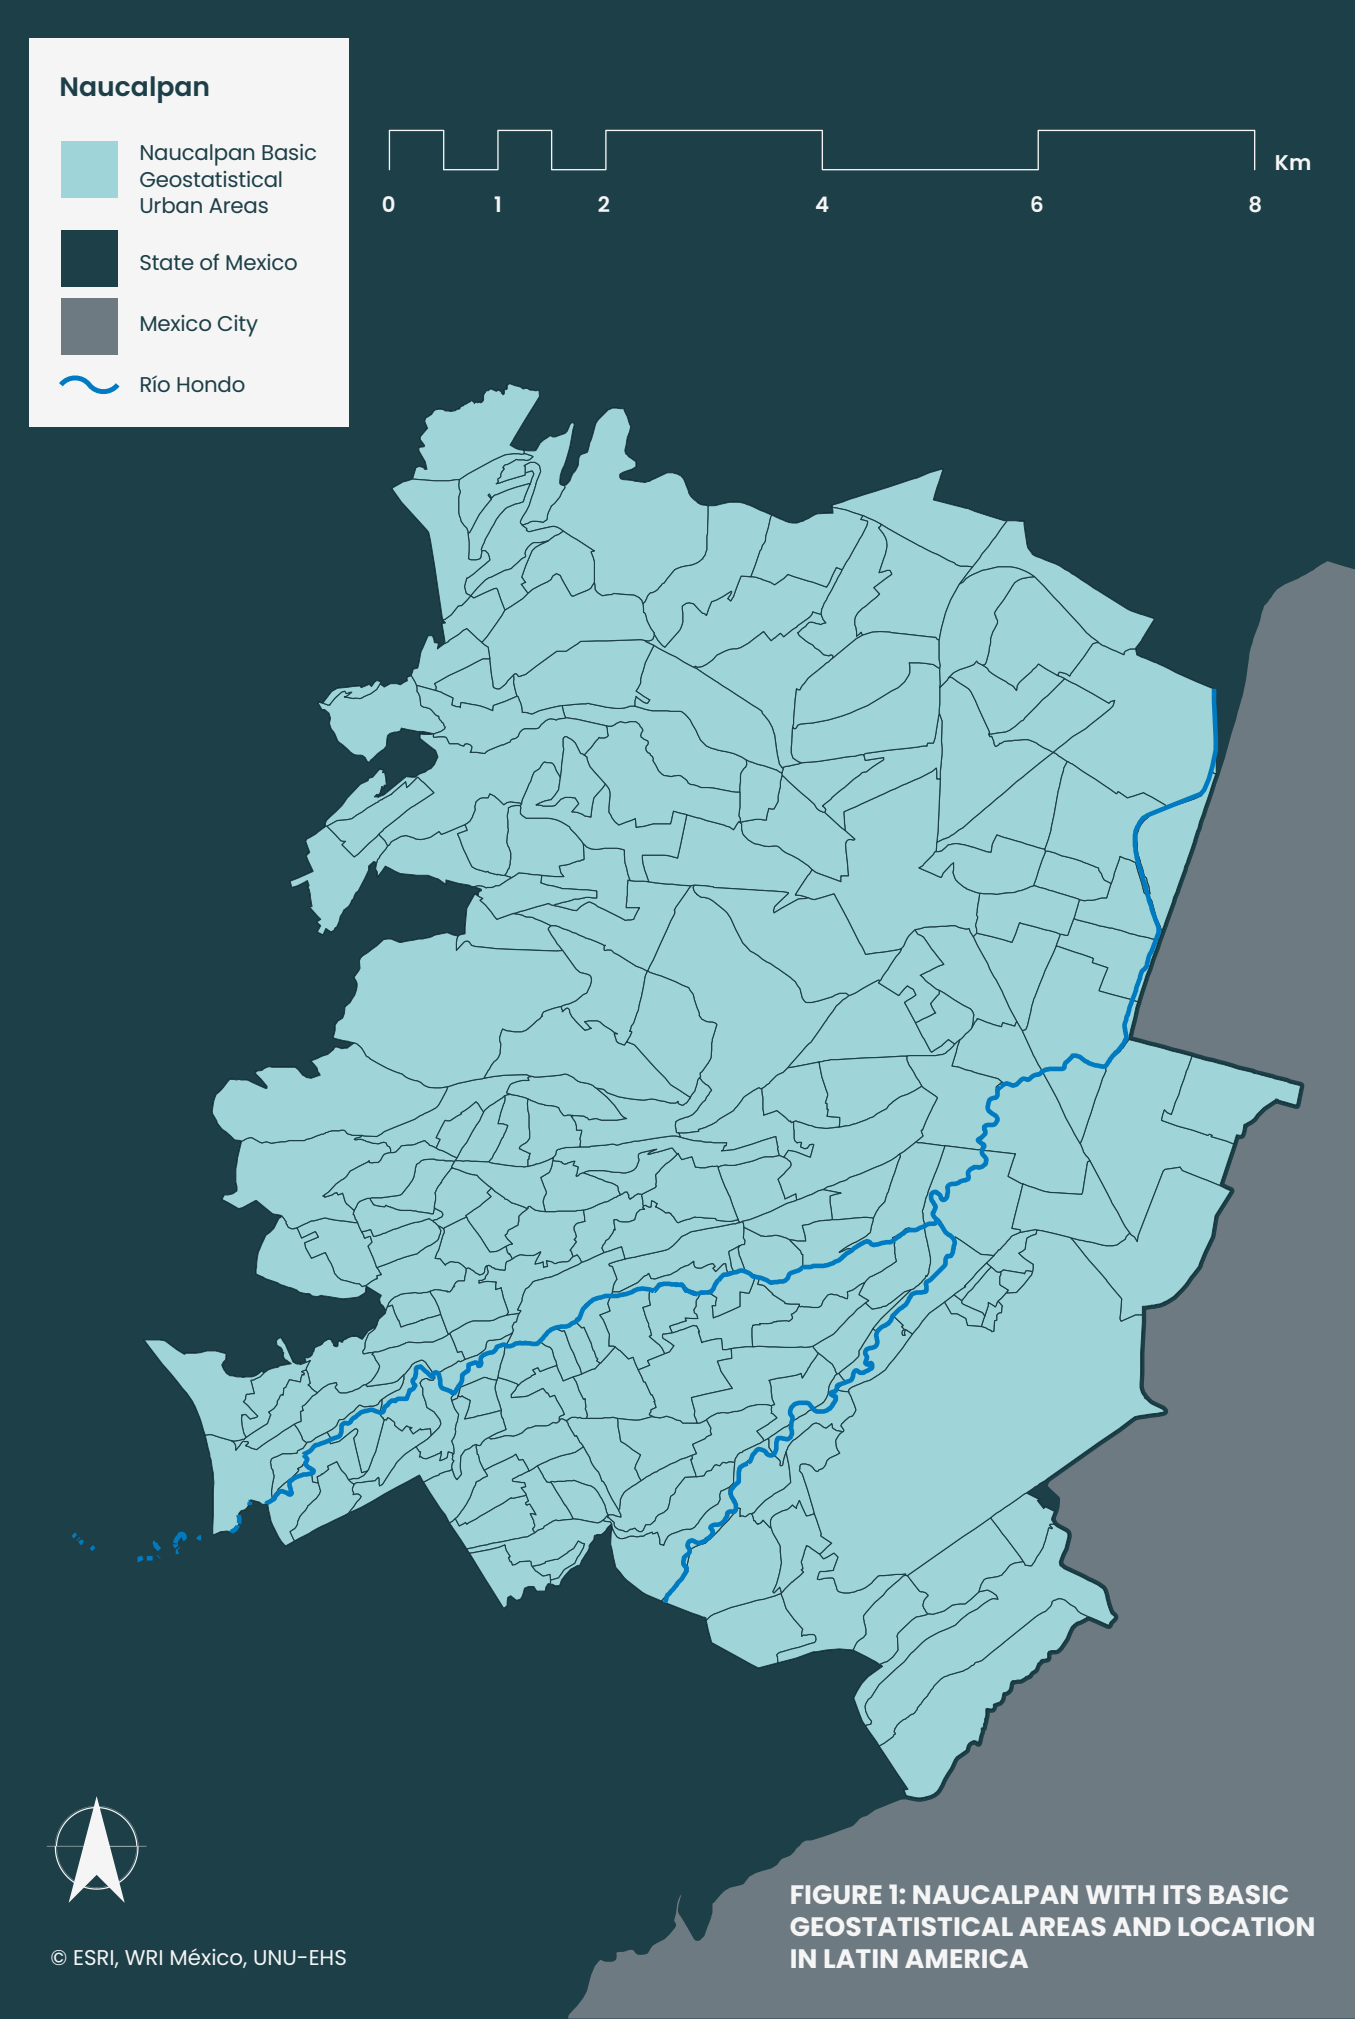 Naucalpan
Naucalpan Basic
Geostatistical
Urban Areas
State of Mexico
Mexico City
Río Hondo
Km
0 1 2 4 6 8
FIGURE 1: NAUCALPAN WITH ITS BASIC
GEOSTATISTICAL AREAS AND LOCATION
IN LATIN AMERICA
© ESRI, WRI México, UNU-EHS